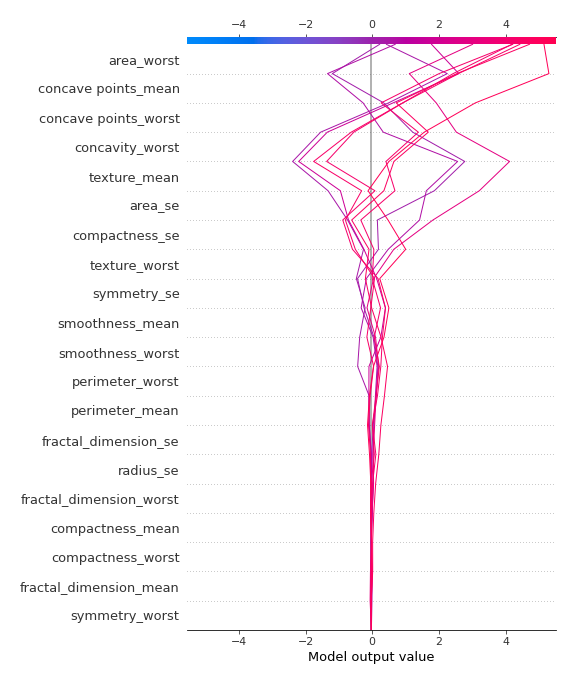 −4 −2 0 2 4
area_worst
concave points_mean
concave points_worst
concavity_worst
texture_mean
area_se
compactness_se
texture_worst
symmetry_se
smoothness_mean
smoothness_worst
perimeter_worst
perimeter_mean
fractal_dimension_se
radius_se
fractal_dimension_worst
compactness_mean
compactness_worst
fractal_dimension_mean
symmetry_worst
−4 −2 0 2 4
Model output value